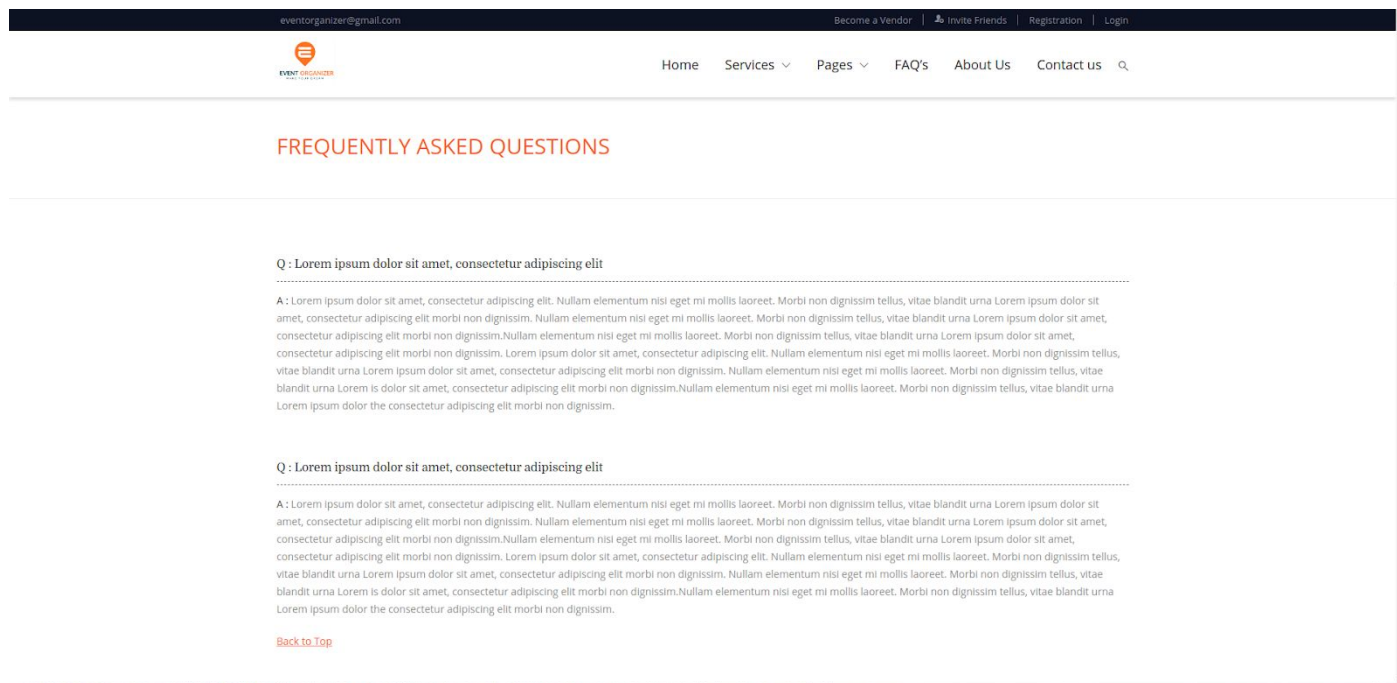 eventorganizer@gmail.com
Become a Vendor
Invite Friends
Registration
Login
EVENT ORGANIZER
Home
Services
Pages
FAQ's
About Us
Contact us
FREQUENTLY ASKED QUESTIONS
Q : Lorem ipsum dolor sit amet, consectetur adipiscing elit
A : Lorem ipsum dolor sit amet, consectetur adipiscing elit. Nullam elementum nisi eget mi mollis laoreet. Morbi non dignissim tellus, vitae blandit urna Lorem ipsum dolor sit
amet, consectetur adipiscing elit morbi non dignissim. Nullam elementum nisi eget mi mollis laoreet. Morbi non dignissim tellus, vitae blandit urna Lorem ipsum dolor sit amet,
consectetur adipiscing elit morbi non dignissim.Nullam elementum nisi eget mi mollis laoreet. Morbi non dignissim tellus, vitae blandit urna Lorem ipsum dolor sit amet,
consectetur adipiscing elit morbi non dignissim. Lorem ipsum dolor sit amet, consectetur adipiscing elit. Nullam elementum nisi eget mi mollis laoreet. Morbi non dignissim tellus,
vitae blandit urna Lorem ipsum dolor sit amet, consectetur adipiscing elit morbi non dignissim. Nullam elementum nisi eget mi mollis laoreet. Morbi non dignissim tellus, vitae
blandit urna Lorem is dolor sit amet, consectetur adipiscing elit morbi non dignissim.Nullam elementum nisi eget mi mollis laoreet. Morbi non dignissim tellus, vitae blandit urna
Lorem ipsum dolor the consectetur adipiscing elit morbi non dignissim.
Q : Lorem ipsum dolor sit amet, consectetur adipiscing elit
A : Lorem ipsum dolor sit amet, consectetur adipiscing elit. Nullam elementum nisi eget mi mollis laoreet. Morbi non dignissim tellus, vitae blandit urna Lorem ipsum dolor sit
amet, consectetur adipiscing elit morbi non dignissim. Nullam elementum nisi eget mi mollis laoreet. Morbi non dignissim tellus, vitae blandit urna Lorem ipsum dolor sit amet,
consectetur adipiscing elit morbi non dignissim.Nullam elementum nisi eget mi mollis laoreet. Morbi non dignissim tellus, vitae blandit urna Lorem ipsum dolor sit amet,
consectetur adipiscing elit morbi non dignissim. Lorem ipsum dolor sit amet, consectetur adipiscing elit. Nullam elementum nisi eget mi mollis laoreet. Morbi non dignissim tellus,
vitae blandit urna Lorem ipsum dolor sit amet, consectetur adipiscing elit morbi non dignissim. Nullam elementum nisi eget mi mollis laoreet. Morbi non dignissim tellus, vitae
blandit urna Lorem is dolor sit amet, consectetur adipiscing elit morbi non dignissim.Nullam elementum nisi eget mi mollis laoreet. Morbi non dignissim tellus, vitae blandit urna
Lorem ipsum dolor the consectetur adipiscing elit morbi non dignissim.
Back to Top